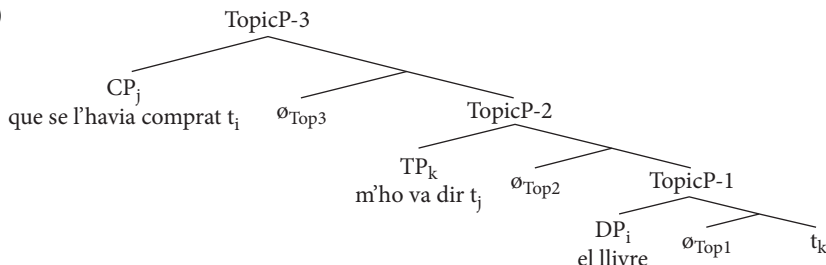 )
TopicP-3
CPj
que se l'havia comprat ti
øTop3
TopicP-2
TPk
m'ho va dir tj
øTop2
TopicP-1
DPi
el llivre
øTop1
tk